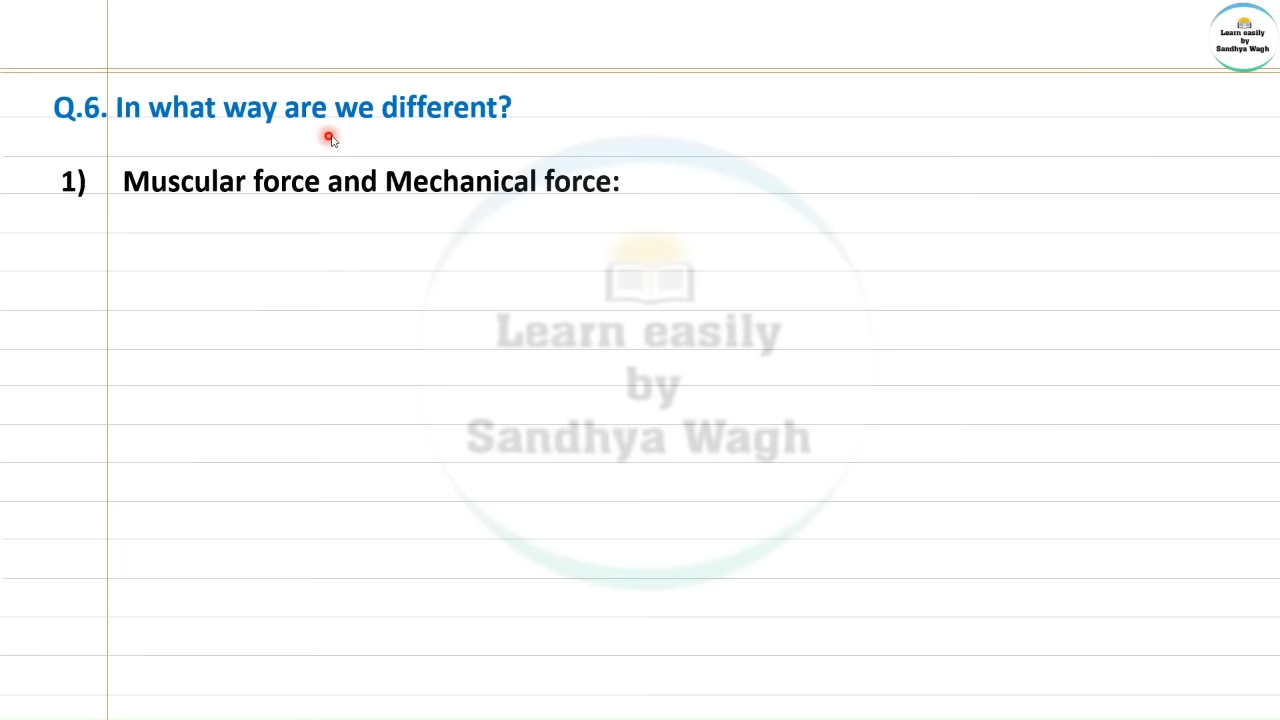 Learn easily
by
Sandhya Wagh
Q.6. In what way are we different?
1) Muscular force and Mechanical force:
Learn easily
by
Sandhya Wagh